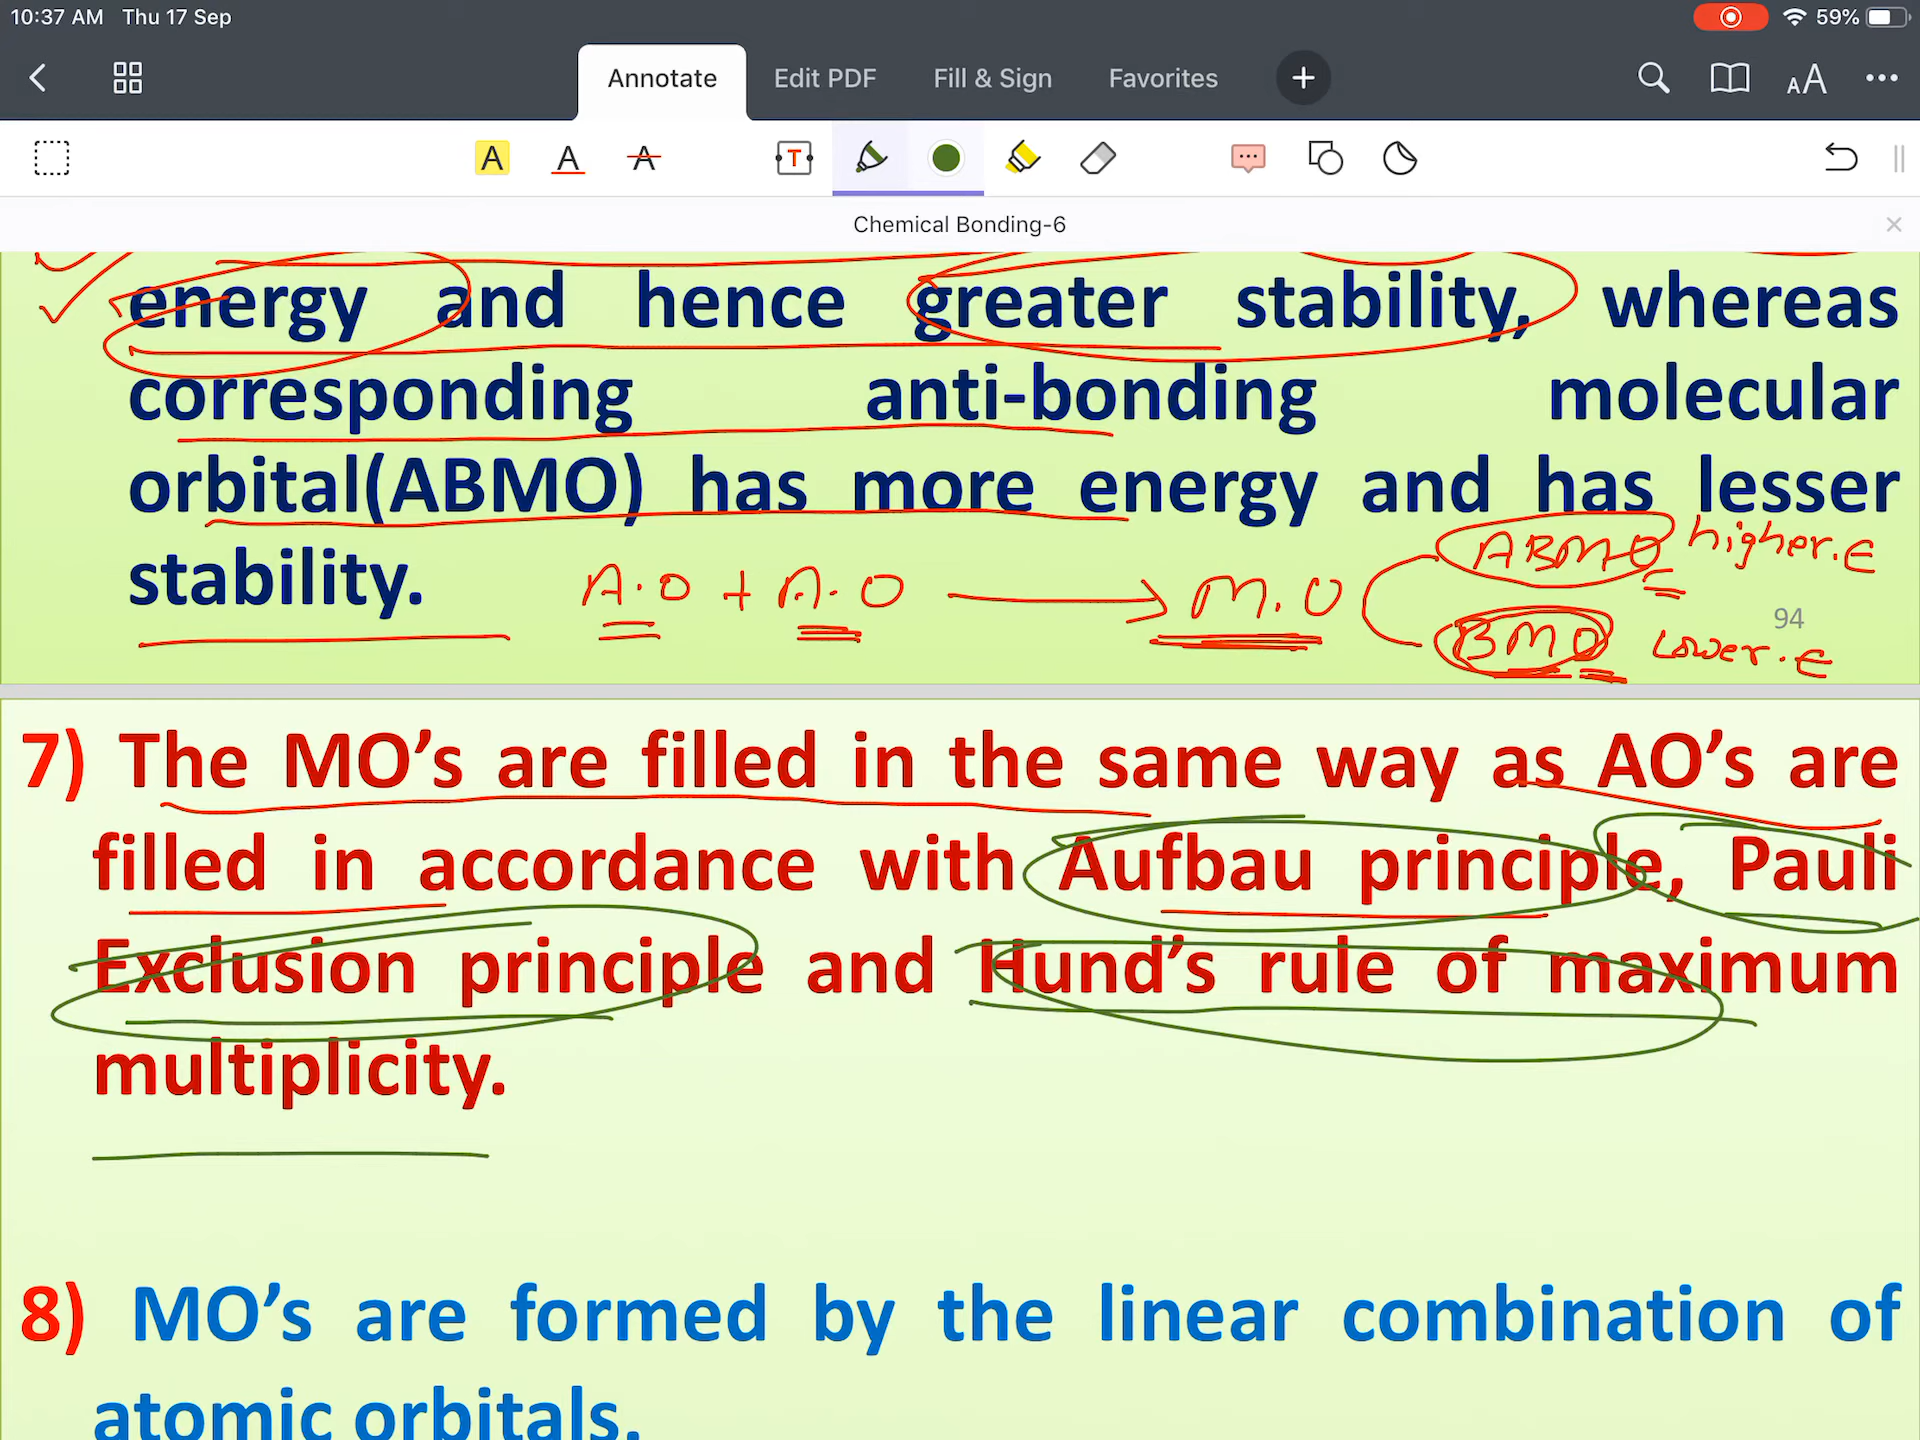 10:37 AM Thu 17 Sep 59%
Annotate Edit PDF Fill & Sign Favorites
Chemical Bonding-6
energy and hence greater stability, whereas
corresponding anti-bonding molecular
orbital(ABMO) has more energy and has lesser
stability.
A.O + A.O → M.O
ABMO higher.E
BMO Lower.E
94
7) The MO's are filled in the same way as AO's are
filled in accordance with Aufbau principle, Pauli
Exclusion principle and Hund's rule of maximum
multiplicity.
8) MO's are formed by the linear combination of
atomic orbitals.